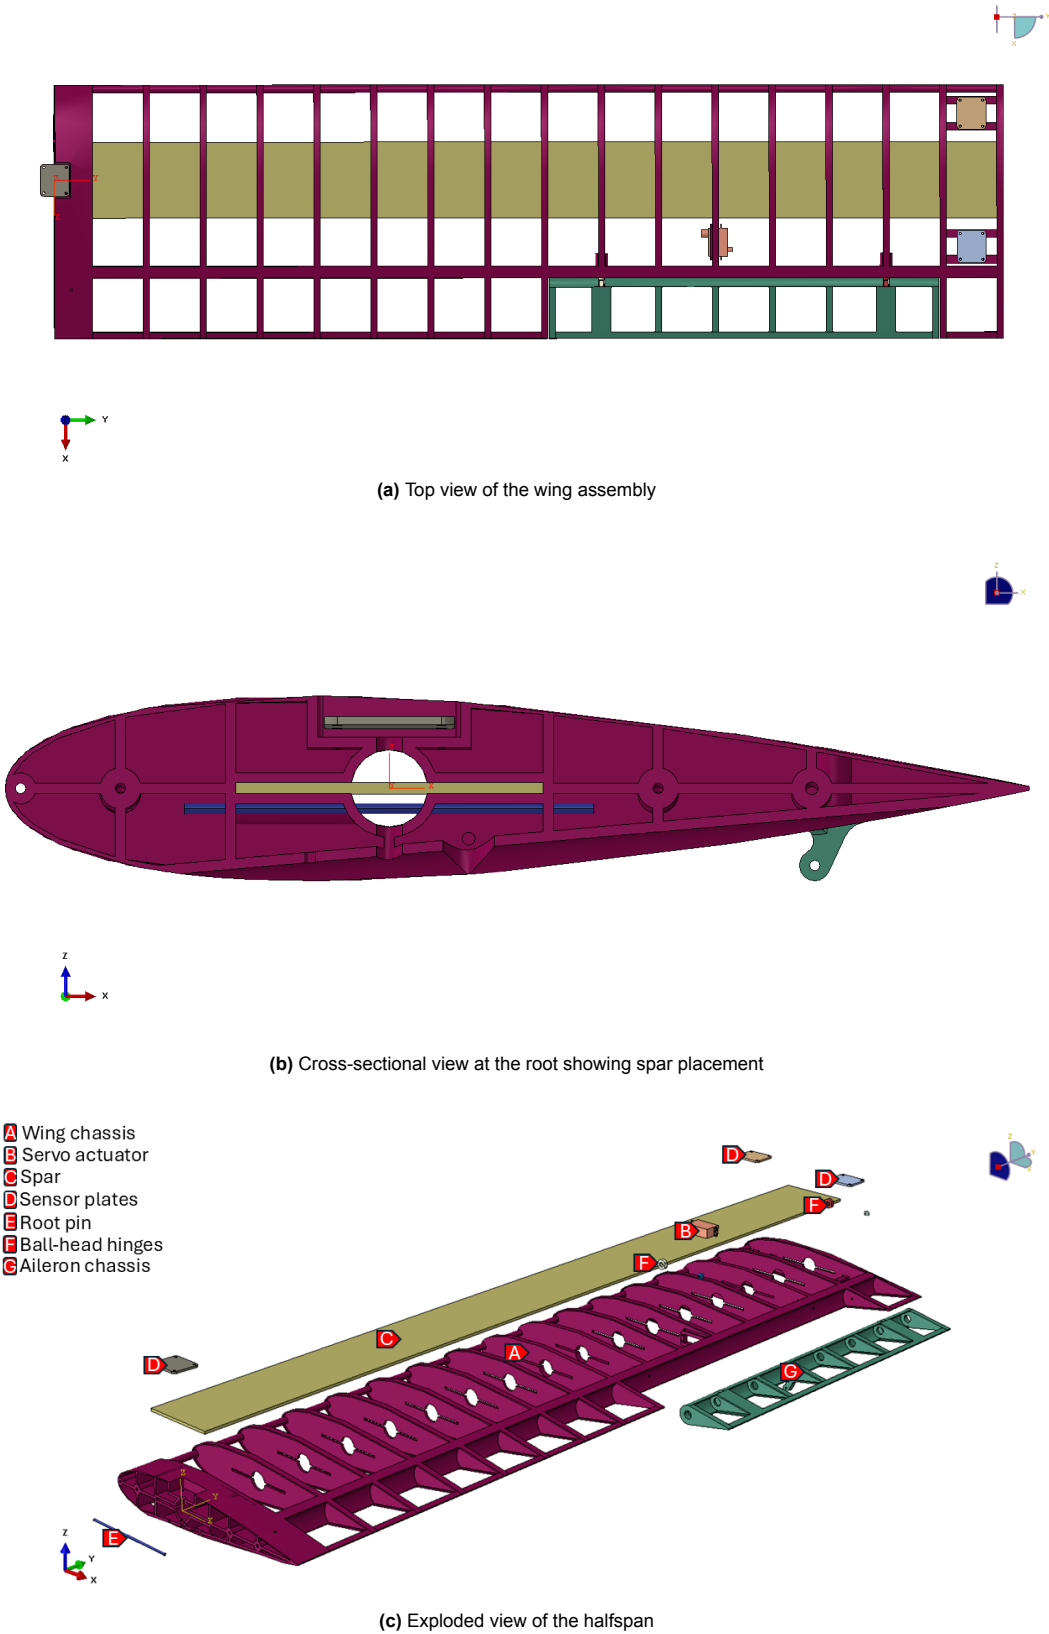 Y
X
Y
X
(a) Top view of the wing assembly
Z
X
X
Z
X
(b) Cross-sectional view at the root showing spar placement
A Wing chassis
B Servo actuator
C Spar
D Sensor plates
E Root pin
F Ball-head hinges
G Aileron chassis
Z
Y
D
D
F
B
F
C
A
D
G
Z
Y
X
E
Z
Y
X
(c) Exploded view of the halfspan